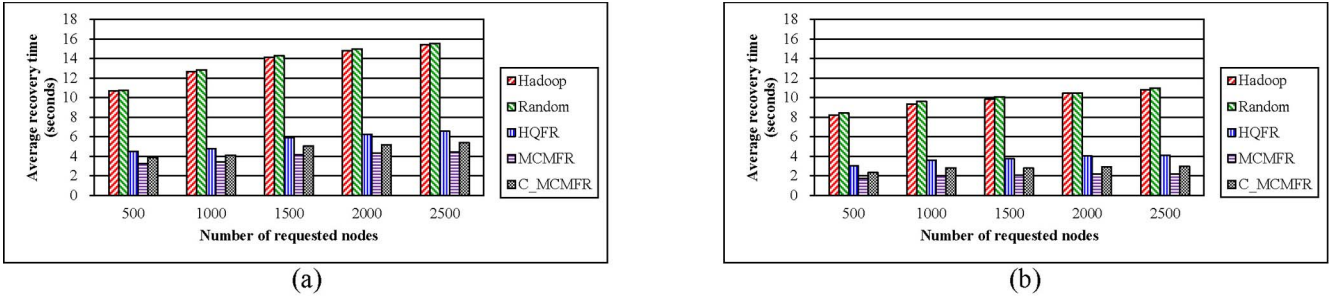 Average recovery time
(seconds)
18
16
14
12
10
8
6
4
2
0
500 1000 1500 2000 2500
Number of requested nodes
Hadoop
Random
HQFR
MCMFR
C_MCMFR
(a)
Average recovery time
(seconds)
18
16
14
12
10
8
6
4
2
0
500 1000 1500 2000 2500
Number of requested nodes
Hadoop
Random
HQFR
MCMFR
C_MCMFR
(b)